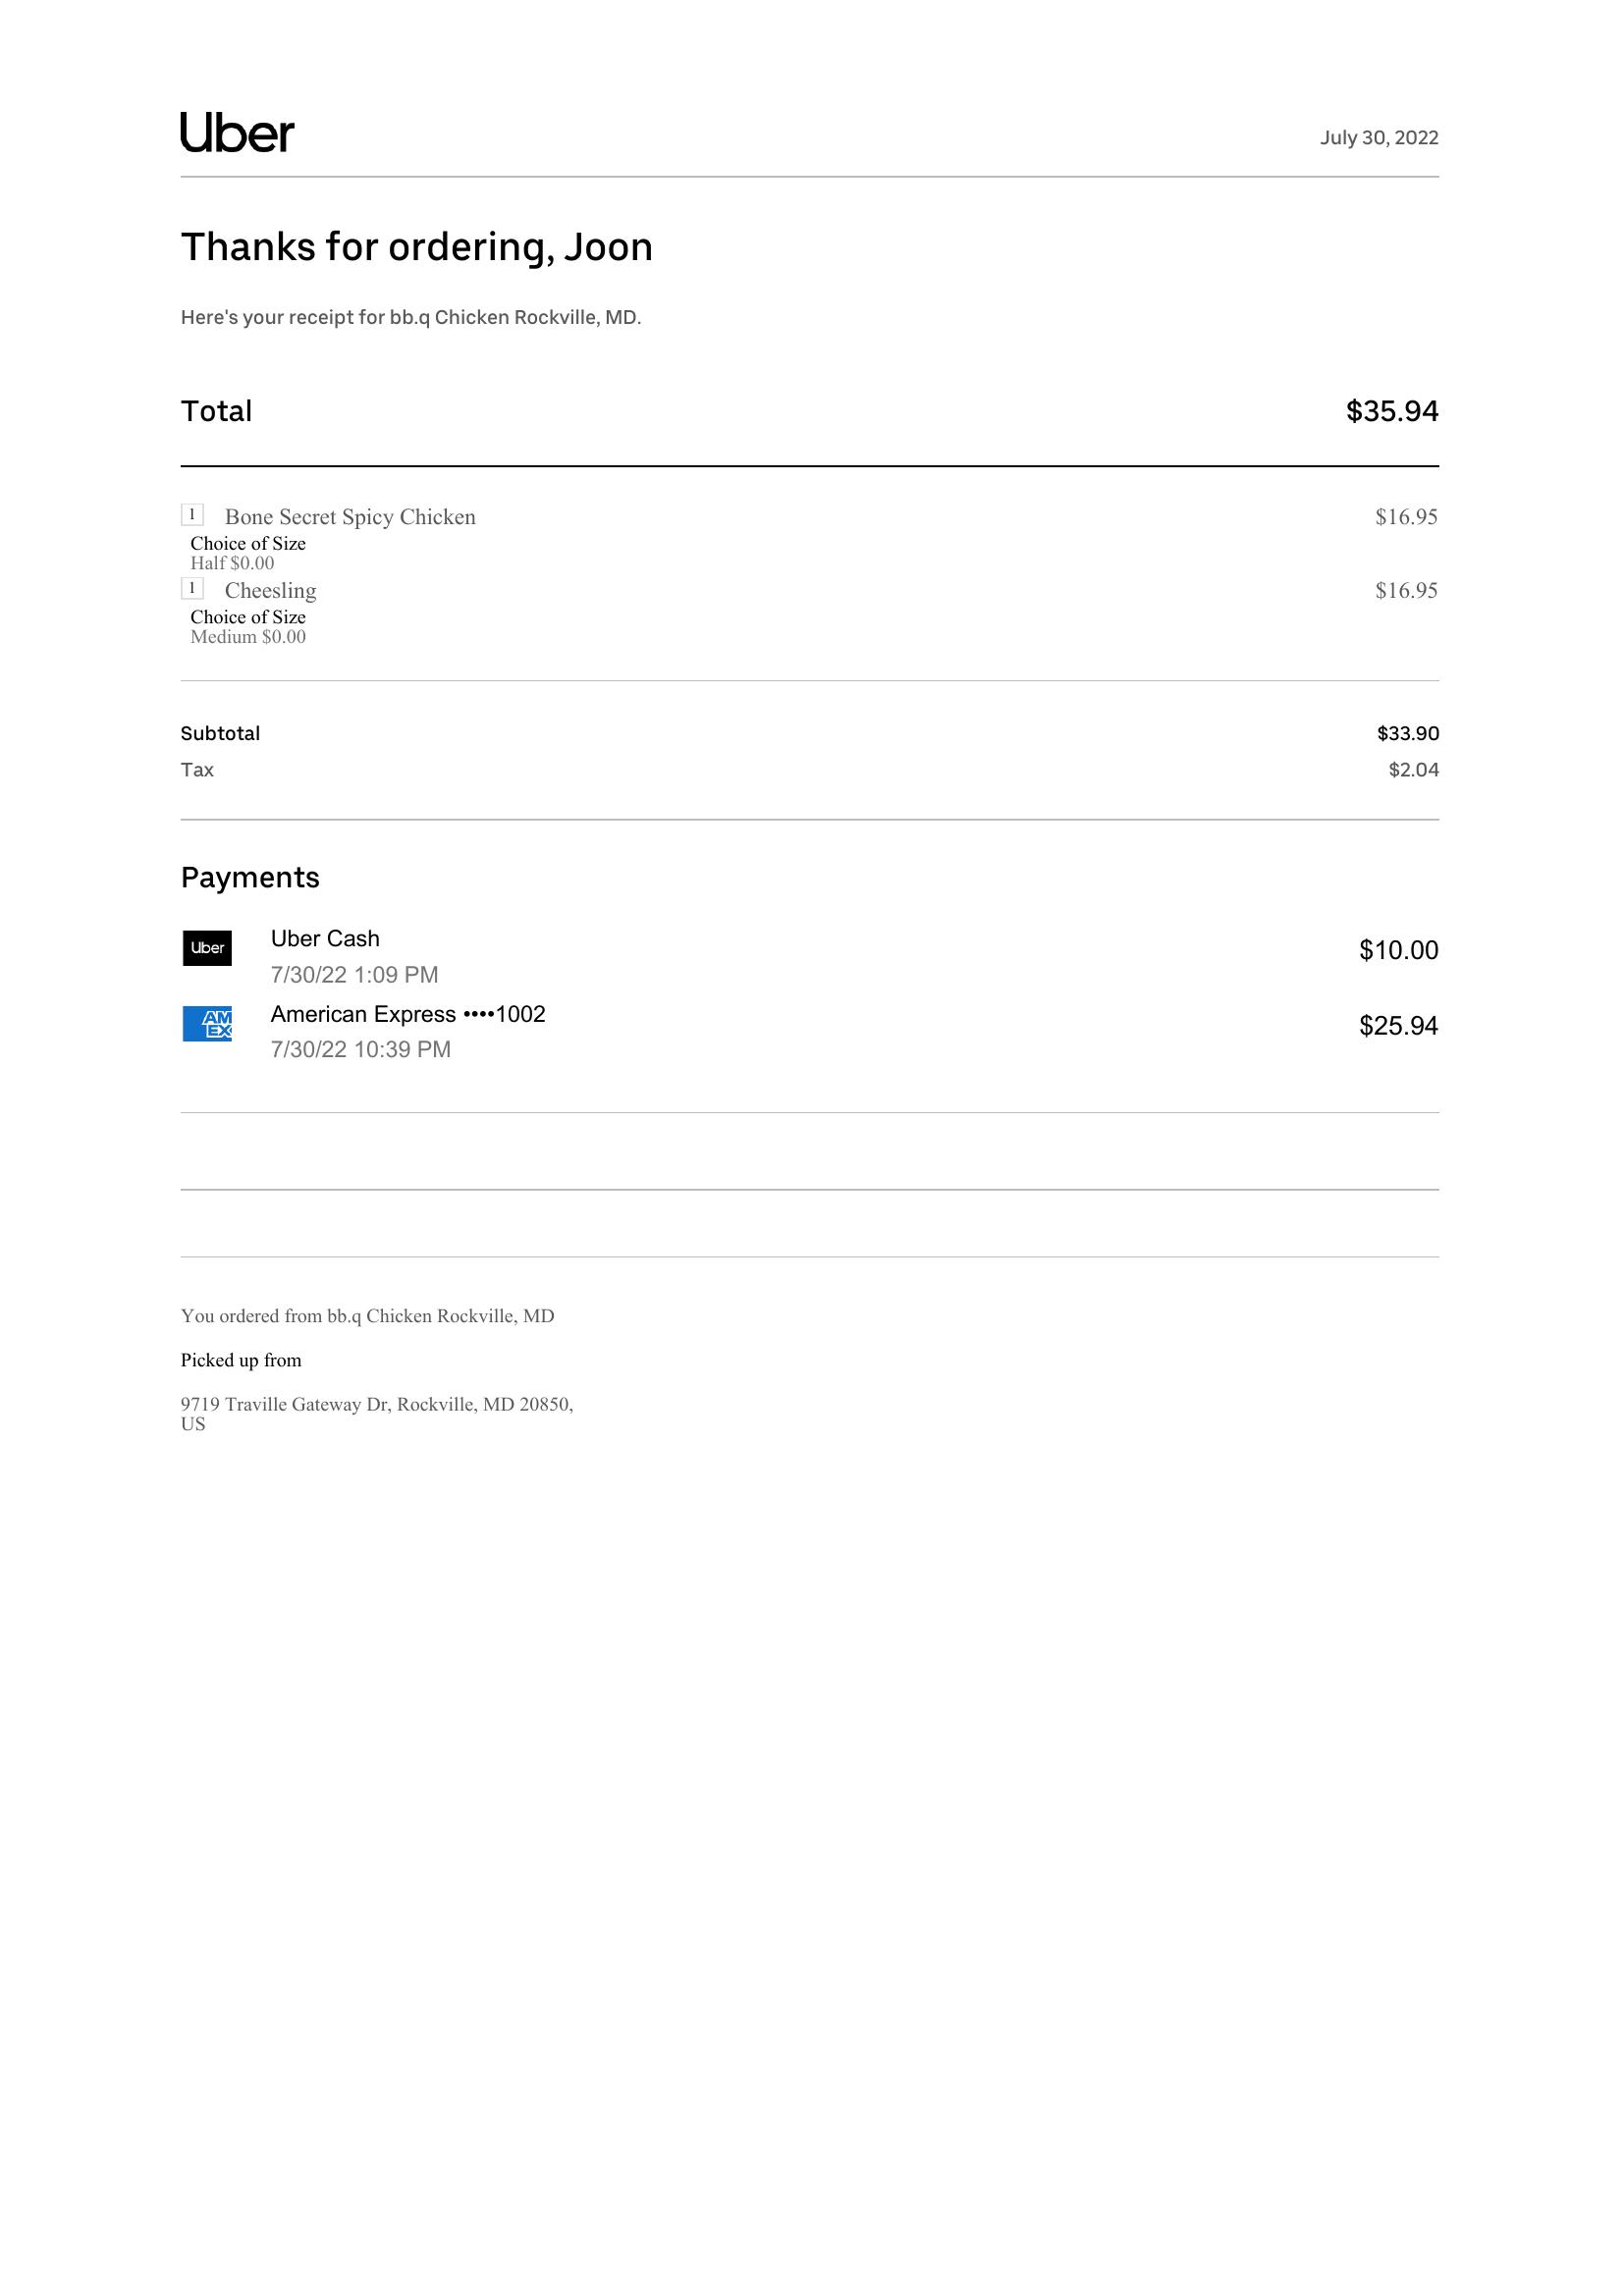 Uber
July 30, 2022
Thanks for ordering, Joon
Here's your receipt for bb.q Chicken Rockville, MD.
Total $35.94
1 Bone Secret Spicy Chicken $16.95
Choice of Size
Half $0.00
1 Cheesling $16.95
Choice of Size
Medium $0.00
Subtotal $33.90
Tax $2.04
Payments
Uber
Uber Cash
7/30/22 1:09 PM
$10.00
AM
EX
American Express ••••1002
7/30/22 10:39 PM
$25.94
You ordered from bb.q Chicken Rockville, MD
Picked up from
9719 Traville Gateway Dr, Rockville, MD 20850,
US